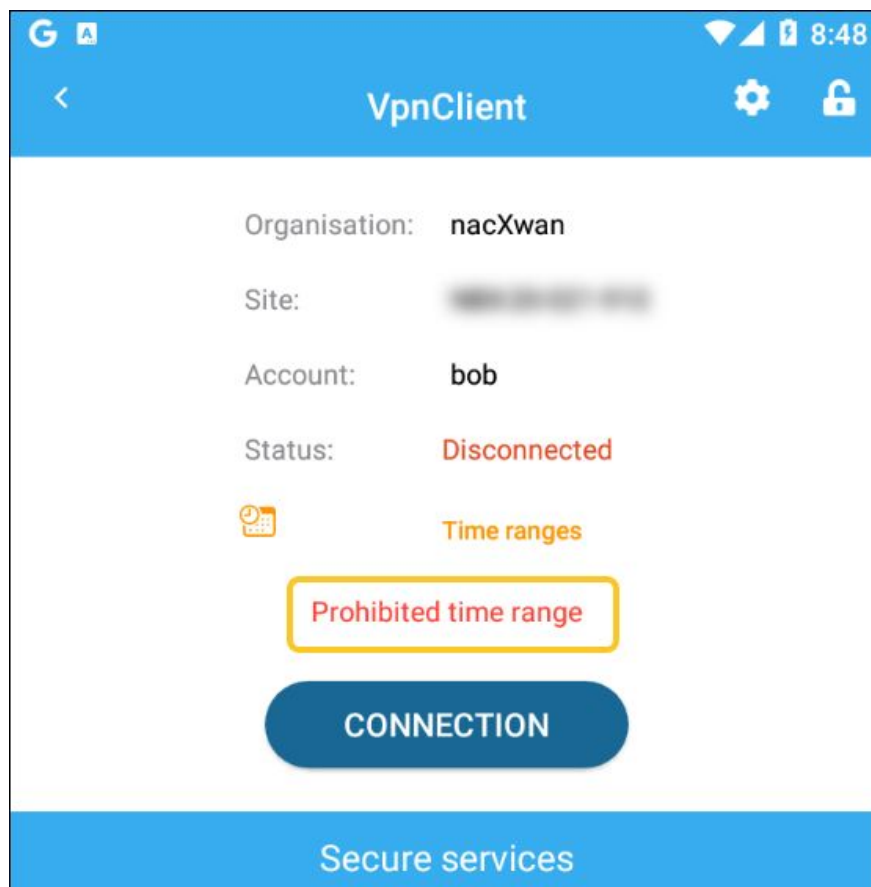 G A 8:48
VpnClient
Organisation: nacXwan
Site:
Account: bob
Status: Disconnected
Time ranges
Prohibited time range
CONNECTION
Secure services